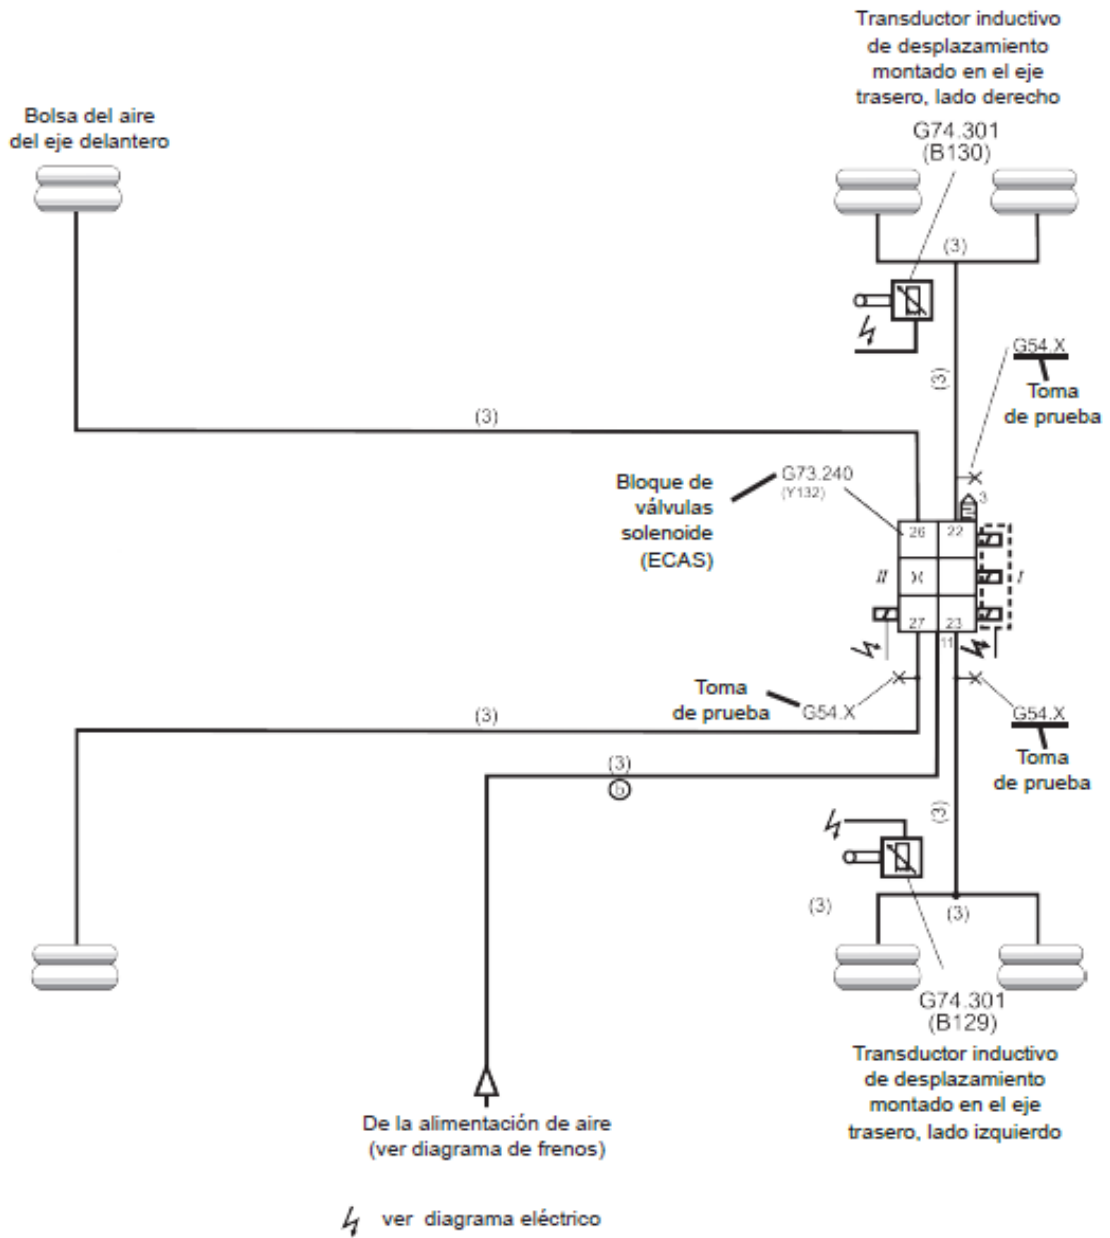 Transductor inductivo
de desplazamiento
montado en el eje
trasero, lado derecho
G74.301
(B130)
Bolsa del aire
del eje delantero
(3)
G54.X
Toma
de prueba
(3)
(3)
Bloque de
válvulas
solenoide
(ECAS)
G73.240
(Y132)
3
26
22
II
I
27
23
11
Toma
de prueba
G54.X
(3)
G54.X
Toma
de prueba
(3)
b
(3)
(3)
(3)
G74.301
(B129)
Transductor inductivo
de desplazamiento
montado en el eje
trasero, lado izquierdo
De la alimentación de aire
(ver diagrama de frenos)
ver diagrama eléctrico